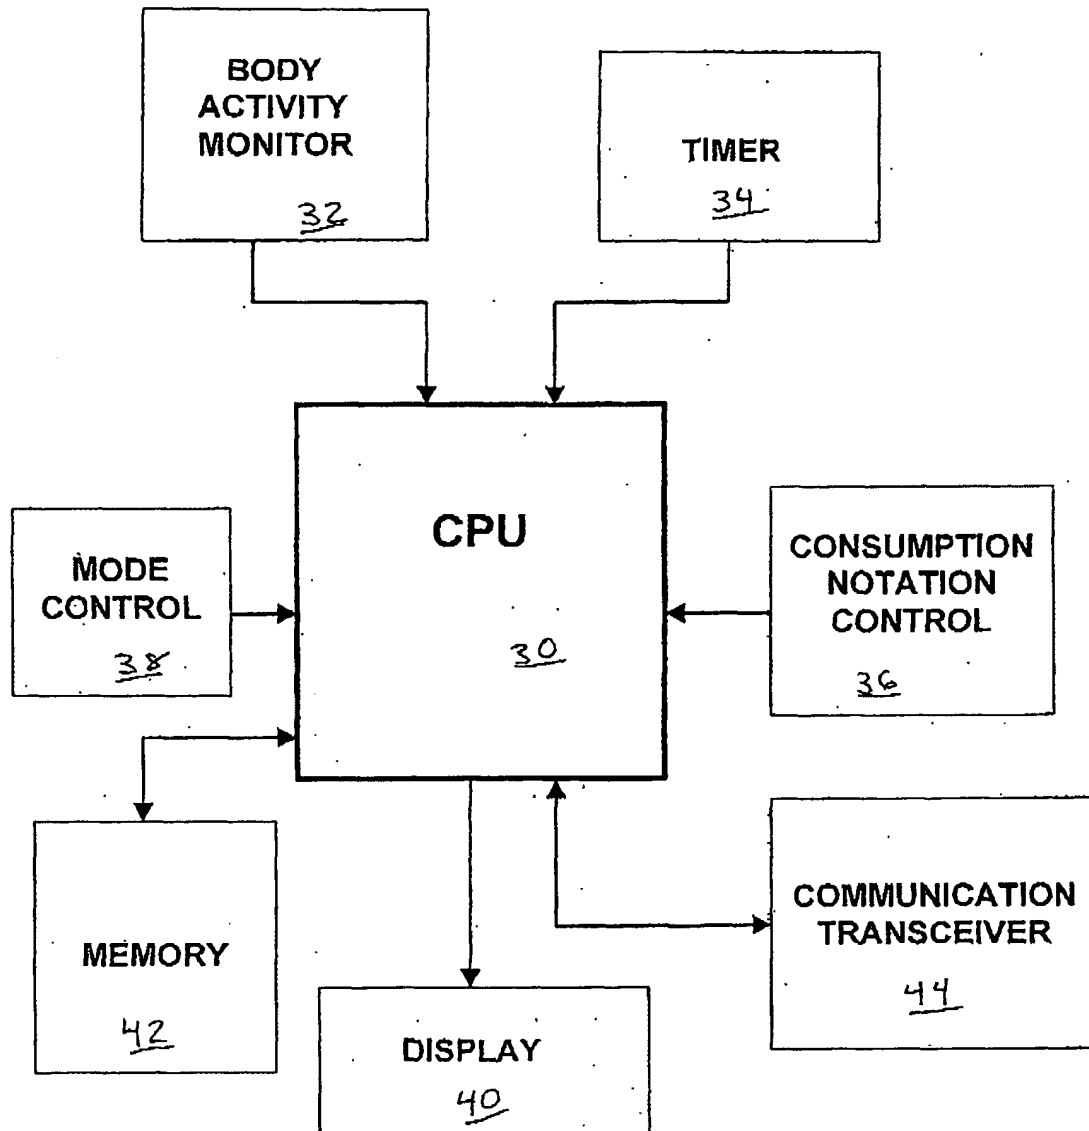 BODY
ACTIVITY
MONITOR
32
TIMER
34
MODE
CONTROL
38
CPU
30
CONSUMPTION
NOTATION
CONTROL
36
MEMORY
42
DISPLAY
40
COMMUNICATION
TRANSCEIVER
44